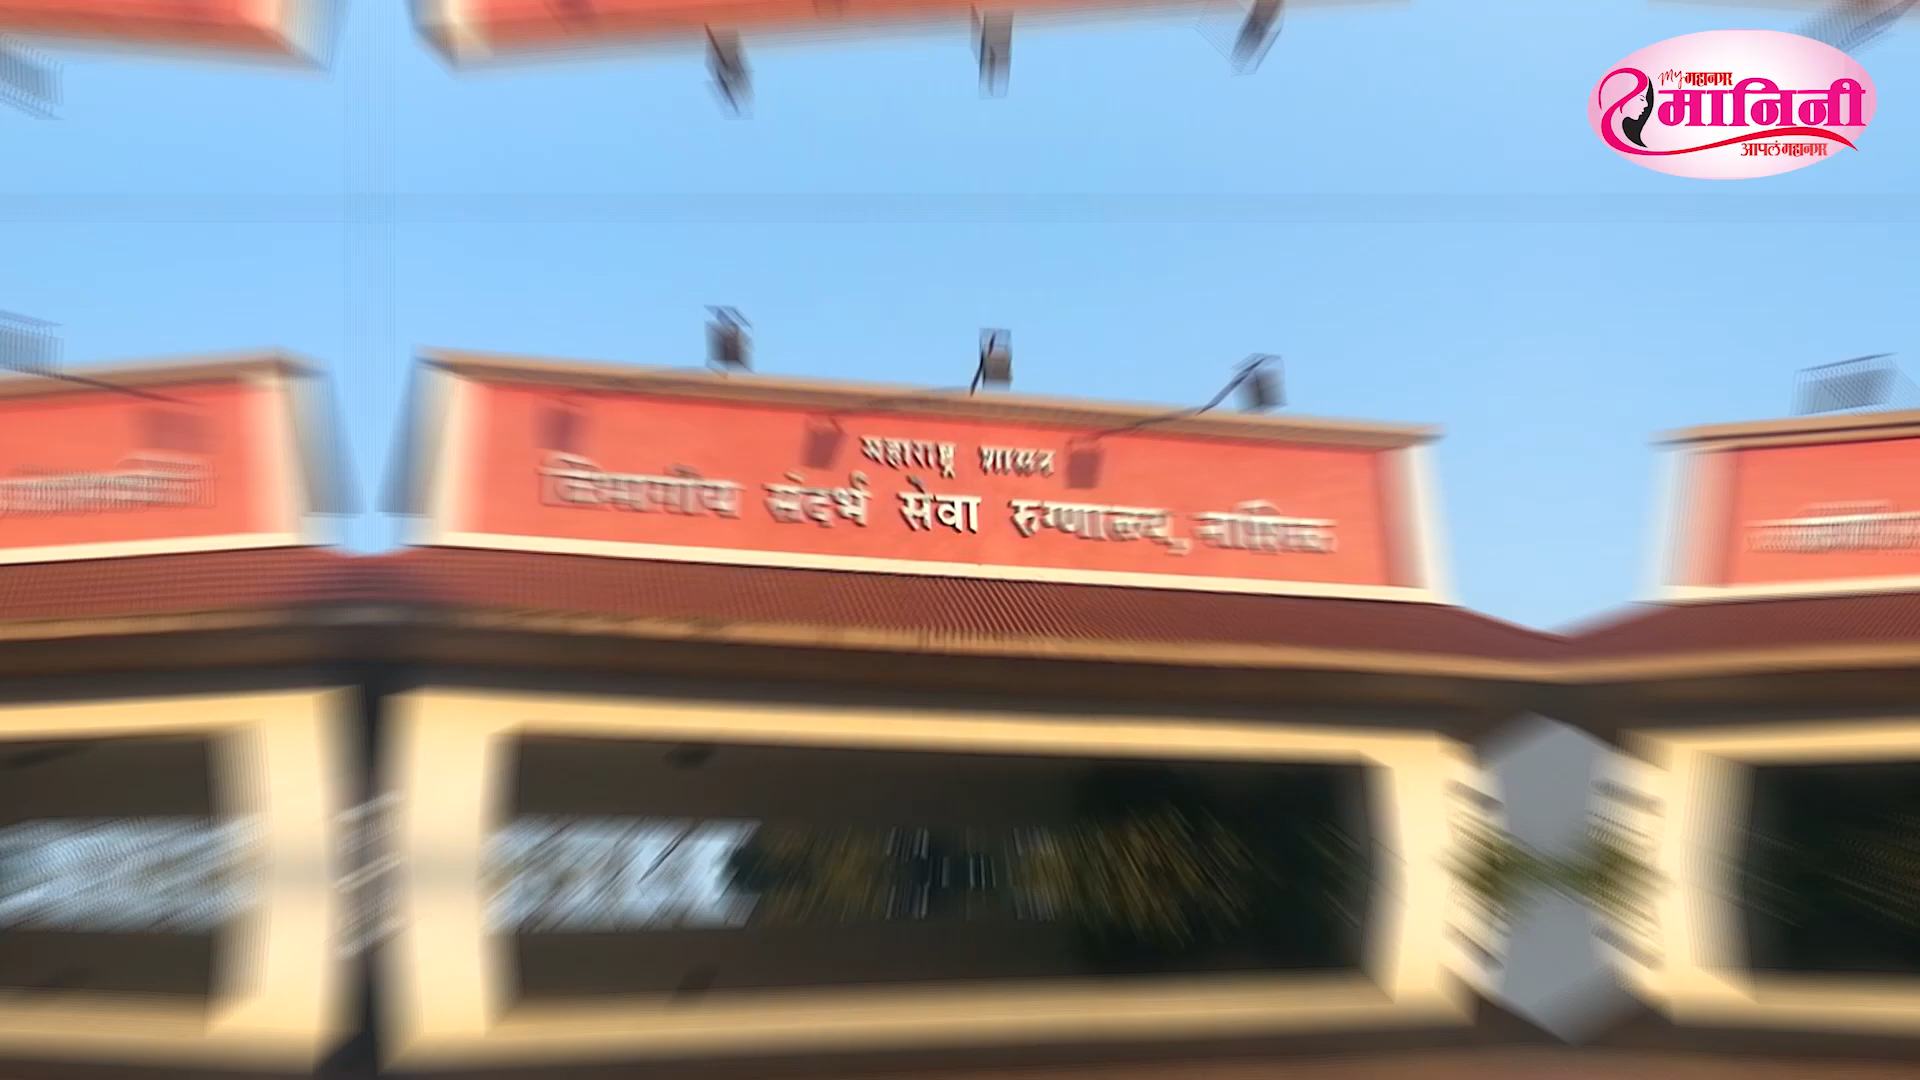 My महानगर
मानिनी
आपलं महानगर
महाराष्ट्र शासन
विभागीय संदर्भ सेवा रुग्णालय, नाशिक